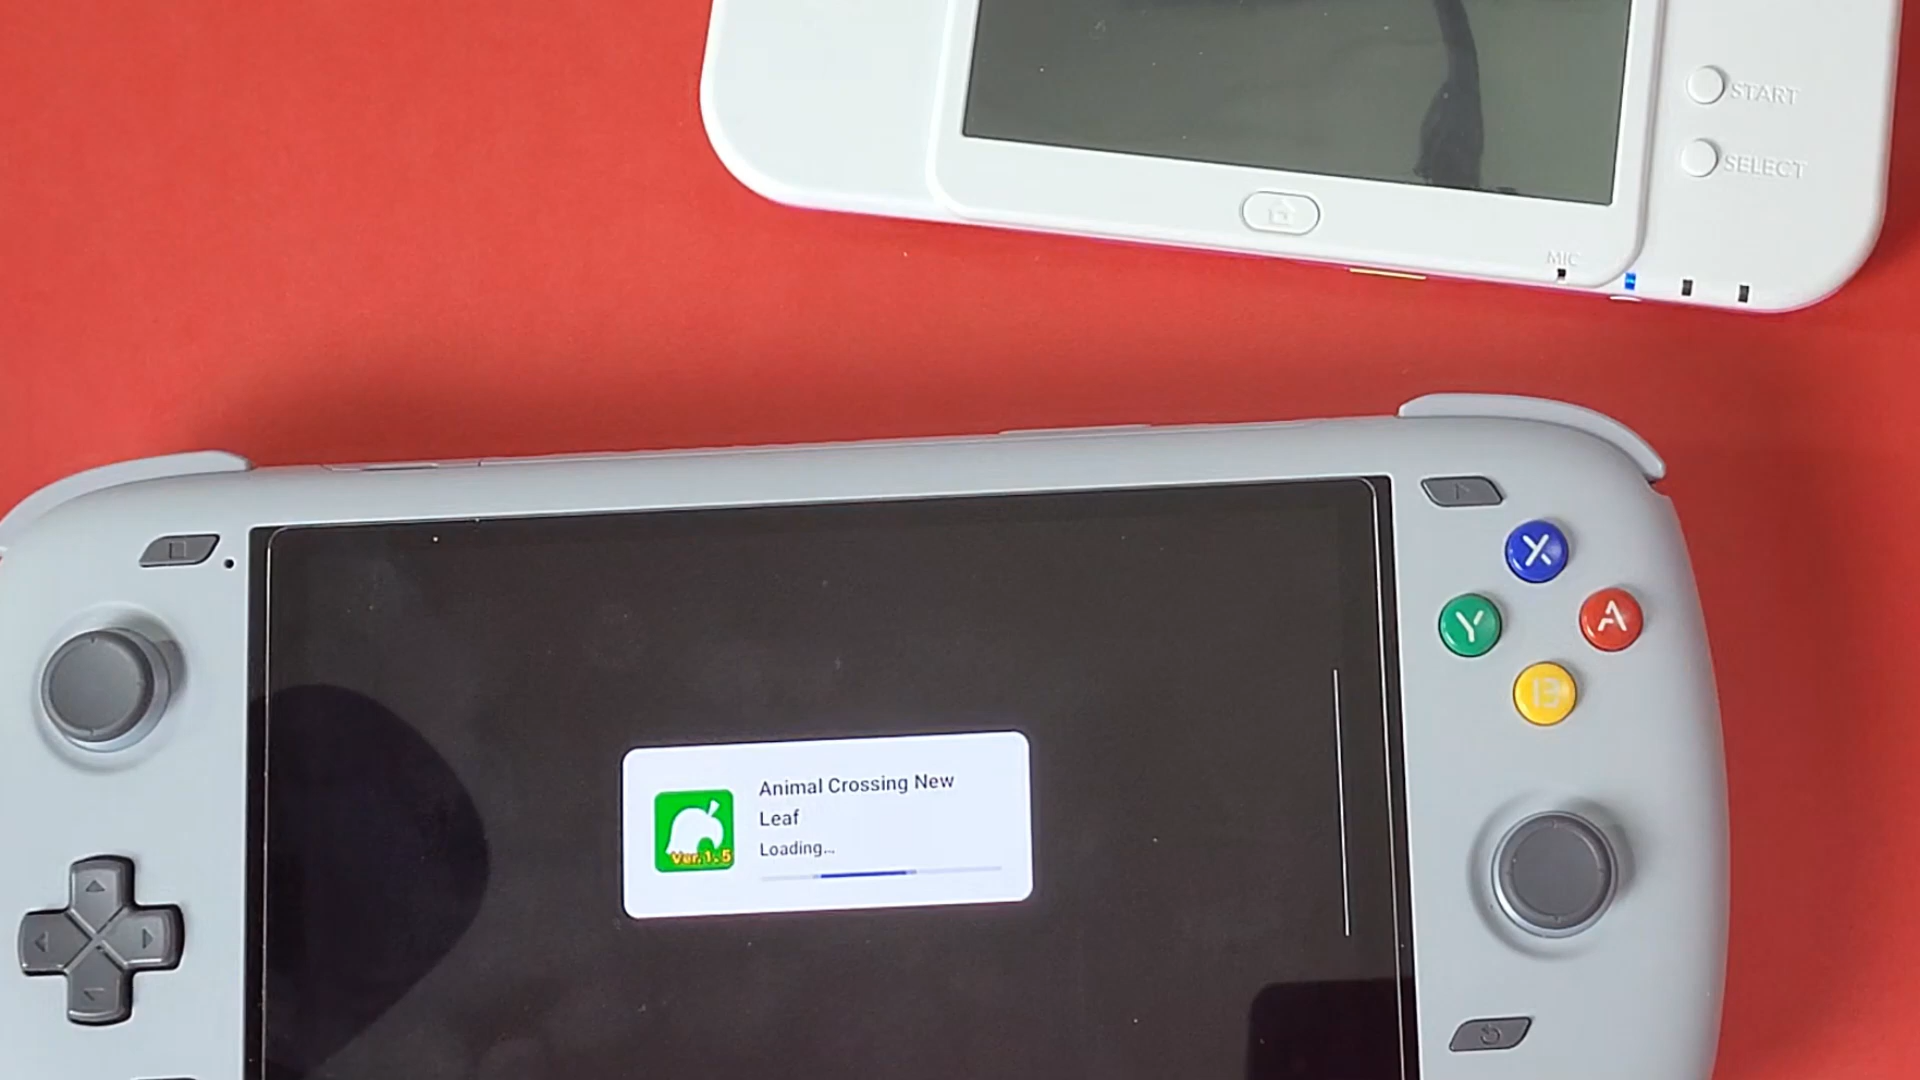 START
SELECT
MIC
X
Y
A
B
Animal Crossing New
Leaf
Loading...
Ver.1.5